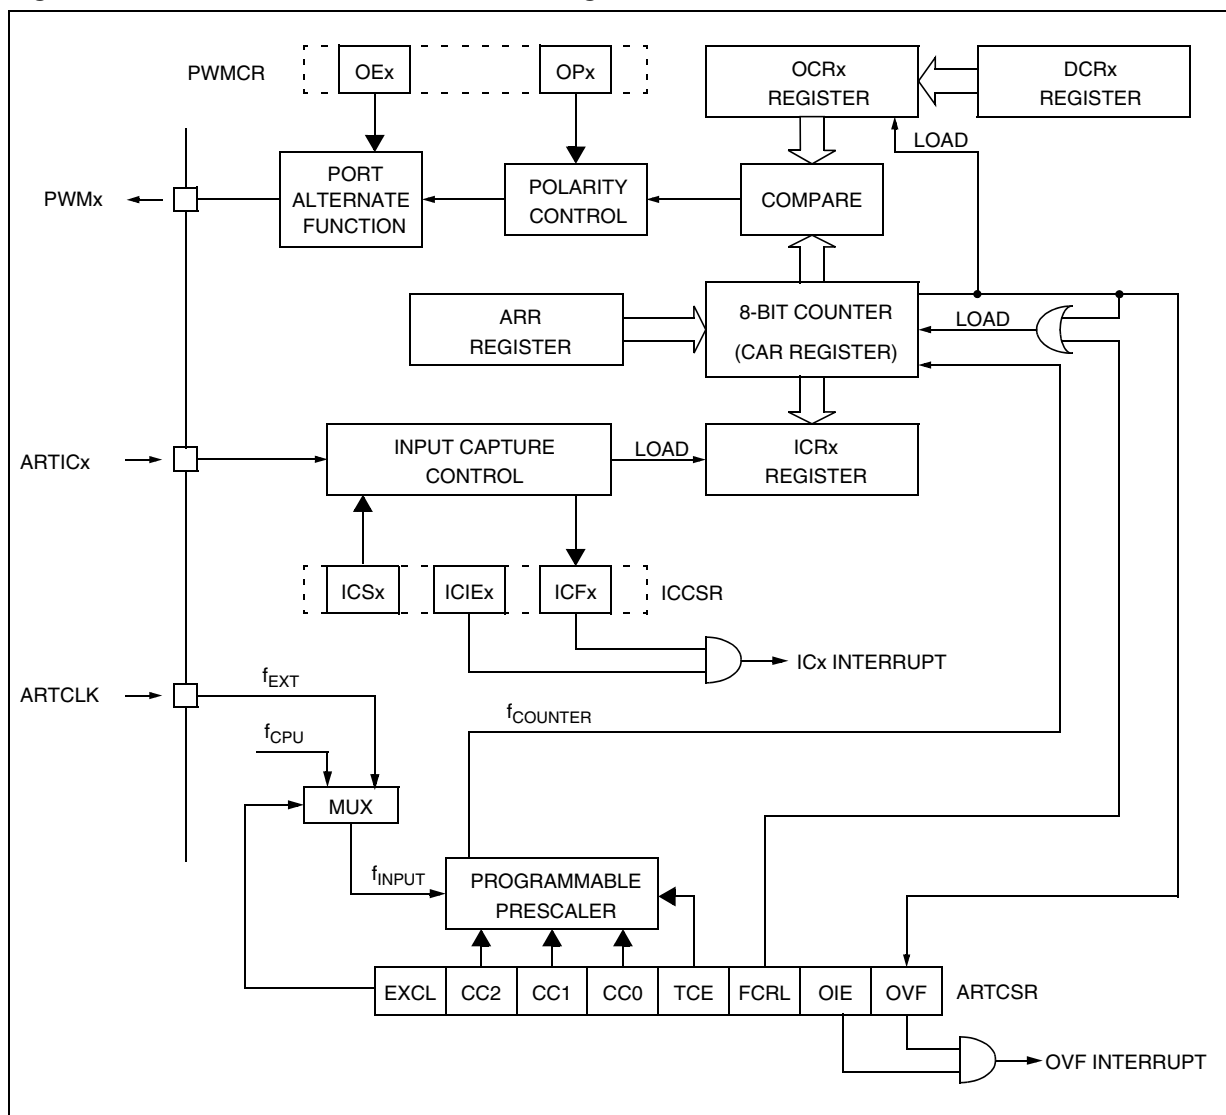 PWMCR
OEx
OPx
OCRx
REGISTER
DCRx
REGISTER
LOAD
PWMx
PORT
ALTERNATE
FUNCTION
POLARITY
CONTROL
COMPARE
ARR
REGISTER
8-BIT COUNTER
(CAR REGISTER)
LOAD
ARTICx
INPUT CAPTURE
CONTROL
LOAD
ICRx
REGISTER
ICSx
ICIEx
ICFx
ICCSR
ICx INTERRUPT
ARTCLK
fEXT
fCPU
fCOUNTER
MUX
fINPUT
PROGRAMMABLE
PRESCALER
EXCL
CC2
CC1
CC0
TCE
FCRL
OIE
OVF
ARTCSR
OVF INTERRUPT